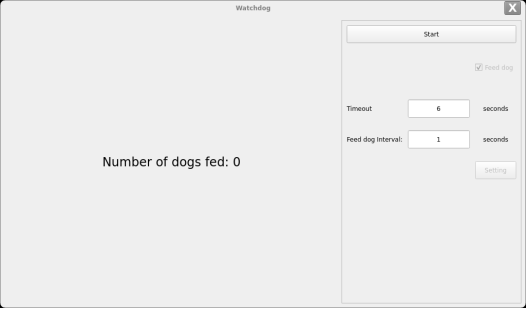 Watchdog
X
Start
Feed dog
Timeout 6 seconds
Feed dog Interval: 1 seconds
Number of dogs fed: 0
Setting